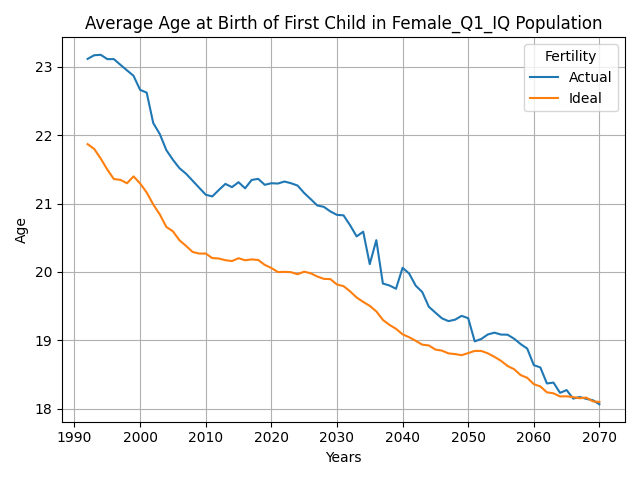 Average Age at Birth of First Child in Female_Q1_IQ Population
Fertility
Actual
Ideal
Age
23
22
21
20
19
18
1990
2000
2010
2020
2030
2040
2050
2060
2070
Years